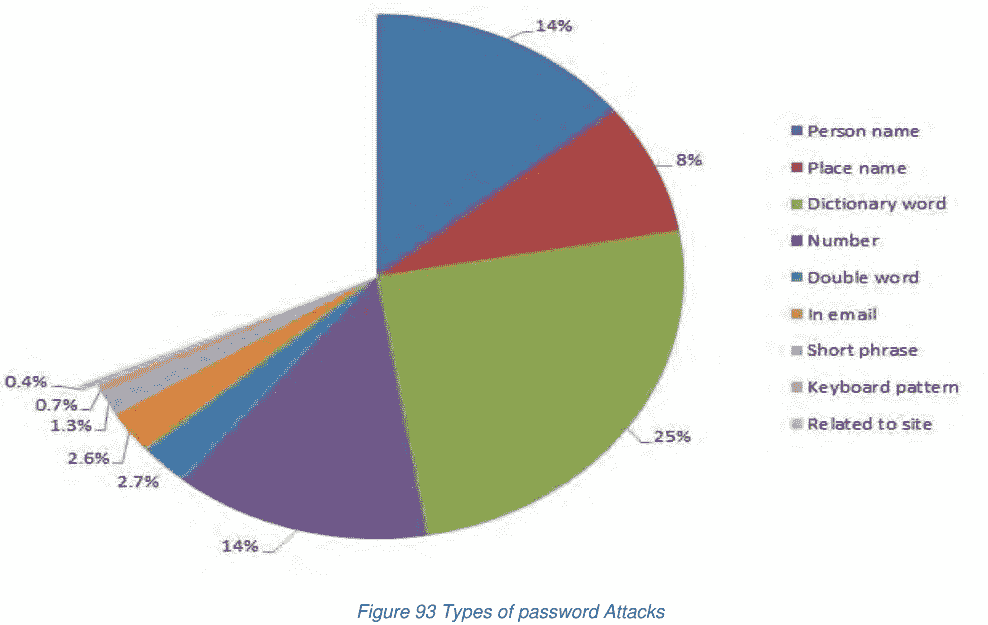 14%
8%
25%
14%
2.7%
2.6%
1.3%
0.7%
0.4%
Person name
Place name
Dictionary word
Number
Double word
In email
Short phrase
Keyboard pattern
Related to site
Figure 93 Types of password Attacks